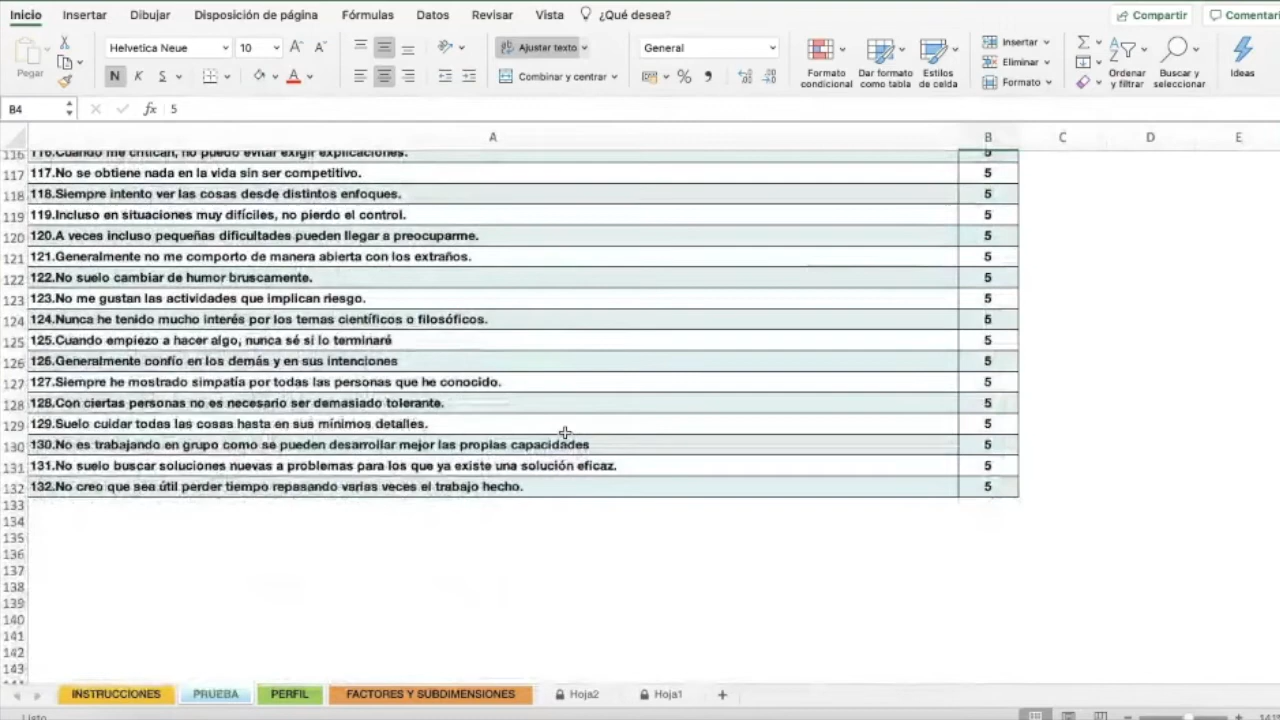 Inicio Insertar Dibujar Disposición de página Fórmulas Datos Revisar Vista ¿Qué desea? Compartir Comentari
Pegar
Helvetica Neue 10 Ajustar texto General
N K S Combinar y centrar % Formato condicional Dar formato como tabla Estilos de celda
Insertar
Eliminar
Formato
Ordenar y filtrar Buscar y seleccionar Ideas
B4 fx 5
A B C D E
116 116.Cuando me critican, no puedo evitar exigir explicaciones. 5
117 117.No se obtiene nada en la vida sin ser competitivo. 5
118 118.Siempre intento ver las cosas desde distintos enfoques. 5
119 119.Incluso en situaciones muy difíciles, no pierdo el control. 5
120 120.A veces incluso pequeñas dificultades pueden llegar a preocuparme. 5
121 121.Generalmente no me comporto de manera abierta con los extraños. 5
122 122.No suelo cambiar de humor bruscamente. 5
123 123.No me gustan las actividades que implican riesgo. 5
124 124.Nunca he tenido mucho interés por los temas científicos o filosóficos. 5
125 125.Cuando empiezo a hacer algo, nunca sé si lo terminaré 5
126 126.Generalmente confío en los demás y en sus intenciones 5
127 127.Siempre he mostrado simpatía por todas las personas que he conocido. 5
128 128.Con ciertas personas no es necesario ser demasiado tolerante. 5
129 129.Suelo cuidar todas las cosas hasta en sus mínimos detalles. 5
130 130.No es trabajando en grupo como se pueden desarrollar mejor las propias capacidades 5
131 131.No suelo buscar soluciones nuevas a problemas para los que ya existe una solución eficaz. 5
132 132.No creo que sea útil perder tiempo repasando varias veces el trabajo hecho. 5
133
134
135
136
137
138
139
140
141
142
143
INSTRUCCIONES PRUEBA PERFIL FACTORES Y SUBDIMENSIONES Hoja2 Hoja1 +
Listo